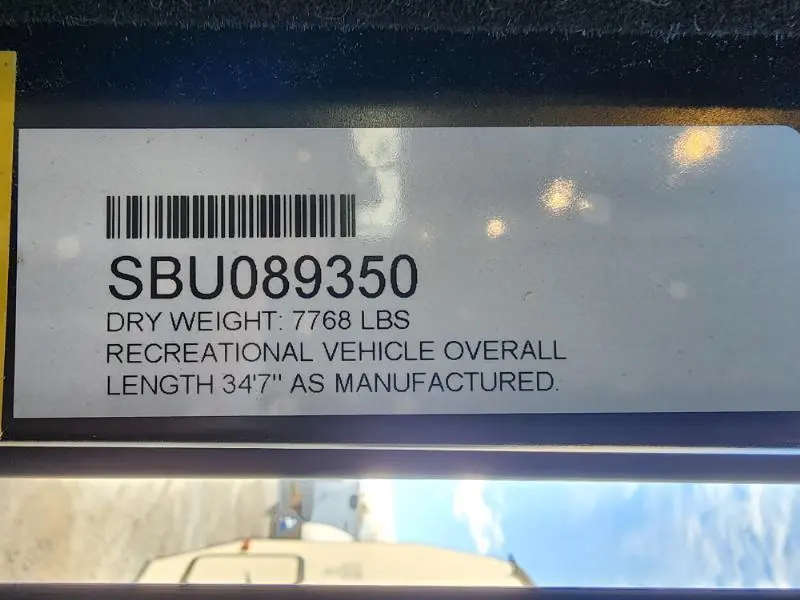 SBU089350
DRY WEIGHT: 7768 LBS
RECREATIONAL VEHICLE OVERALL
LENGTH 34'7" AS MANUFACTURED.